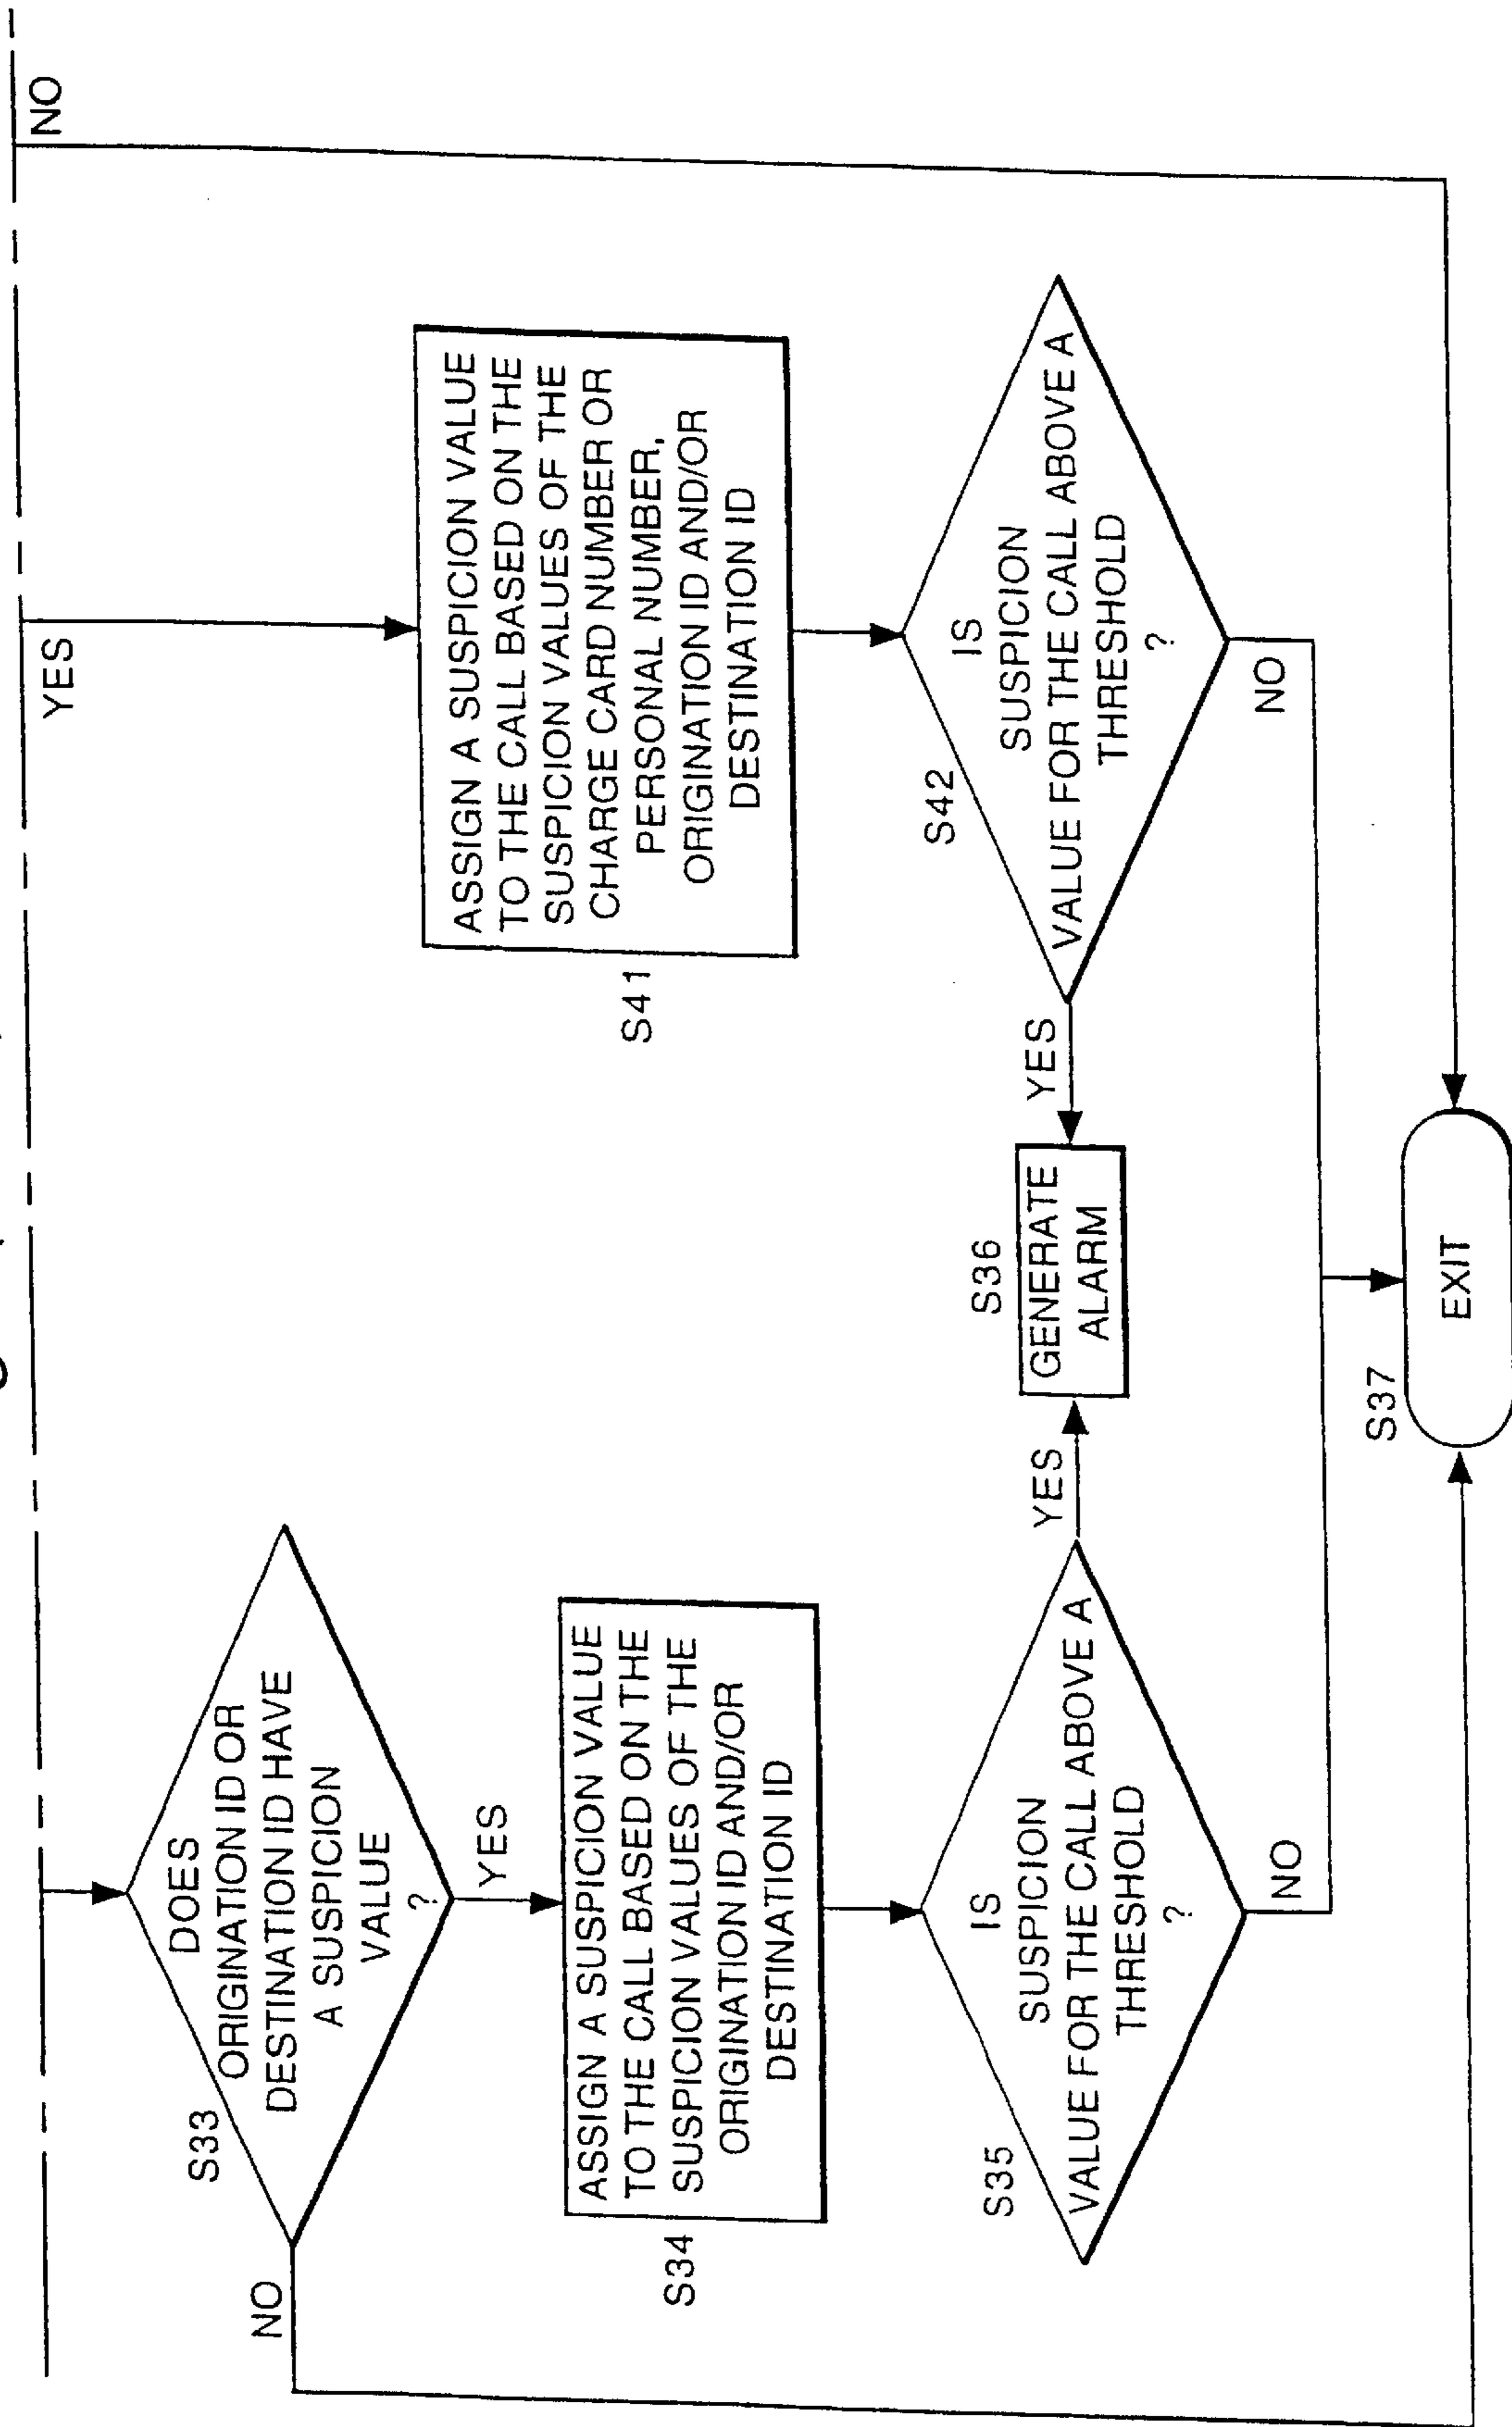 YES
NO
DOES
ORIGINATION ID OR
DESTINATION ID HAVE
A SUSPICION
VALUE
?
S33
NO
YES
ASSIGN A SUSPICION VALUE
TO THE CALL BASED ON THE
SUSPICION VALUES OF THE
ORIGINATION ID AND/OR
DESTINATION ID
S34
ASSIGN A SUSPICION VALUE
TO THE CALL BASED ON THE
SUSPICION VALUES OF THE
CHARGE CARD NUMBER OR
PERSONAL NUMBER,
ORIGINATION ID AND/OR
DESTINATION ID
S41
IS
SUSPICION
VALUE FOR THE CALL ABOVE A
THRESHOLD
?
S35
YES
NO
S36
GENERATE
ALARM
IS
SUSPICION
VALUE FOR THE CALL ABOVE A
THRESHOLD
?
S42
YES
NO
S37
EXIT